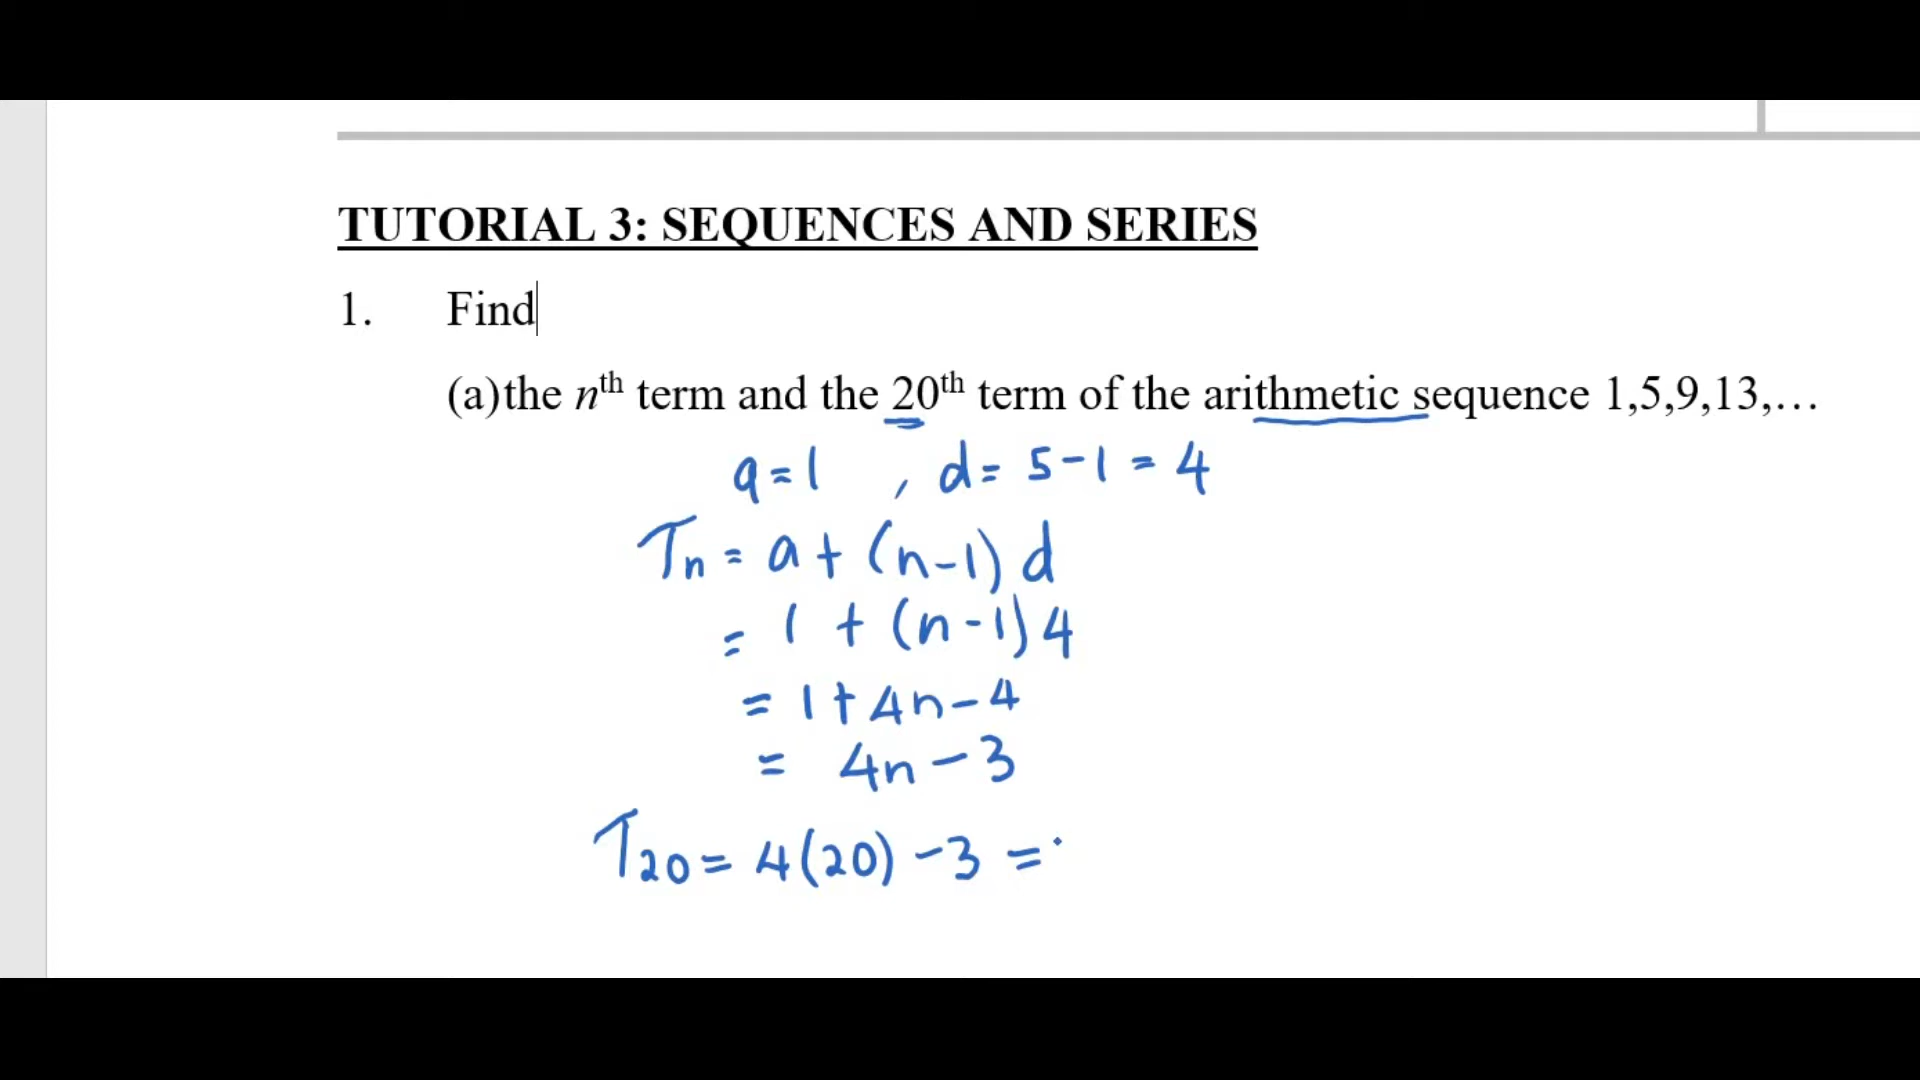 TUTORIAL 3: SEQUENCES AND SERIES
1. Find
(a) the nth term and the 20th term of the arithmetic sequence 1,5,9,13,…
a = 1 , d = 5 - 1 = 4
Tn = a + (n-1) d
= 1 + (n-1) 4
= 1 + 4n - 4
= 4n - 3
T20 = 4(20) - 3 =